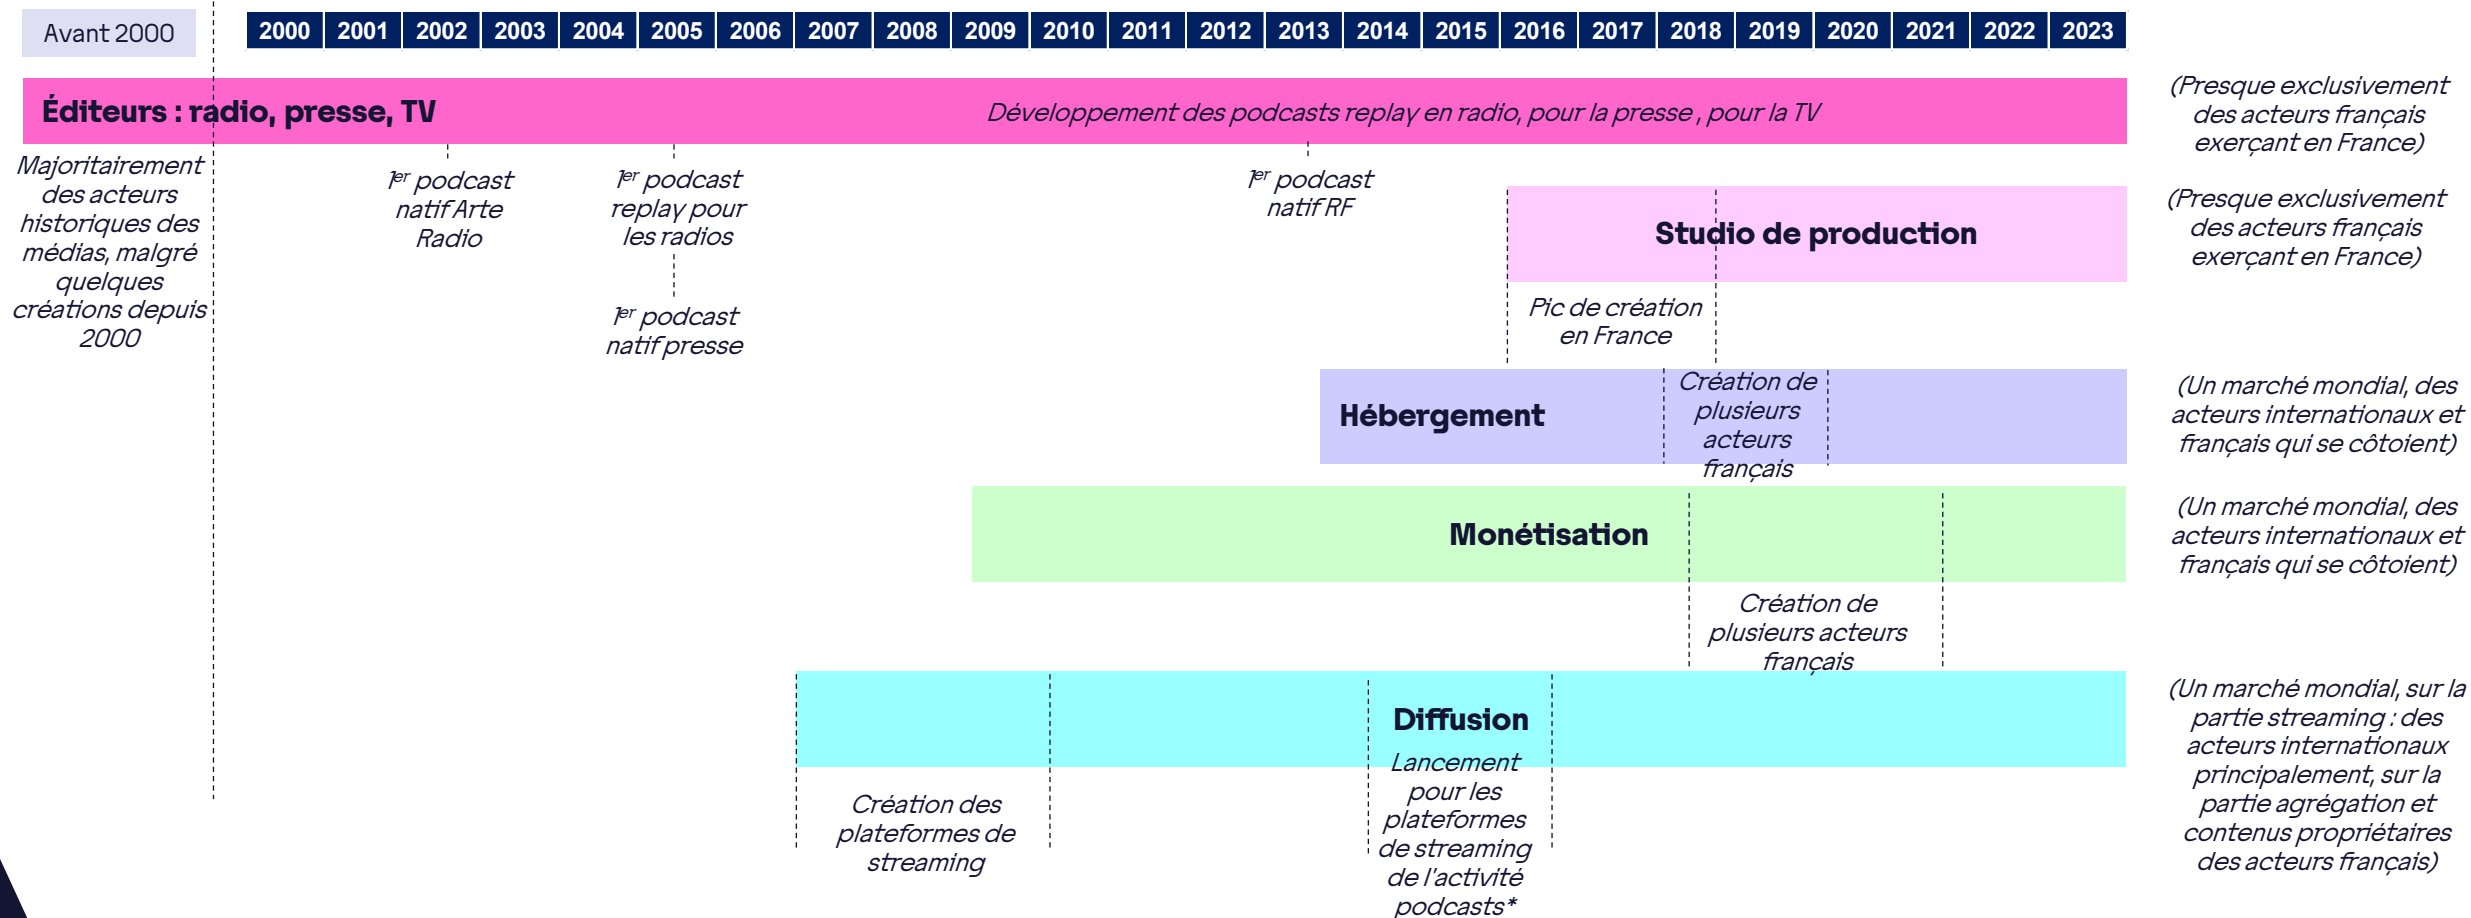 Avant 2000
2000 2001 2002 2003 2004 2005 2006 2007 2008 2009 2010 2011 2012 2013 2014 2015 2016 2017 2018 2019 2020 2021 2022 2023
Éditeurs : radio, presse, TV
Développement des podcasts replay en radio, pour la presse , pour la TV
(Presque exclusivement
des acteurs français
exerçant en France)
Majoritairement
des acteurs
historiques des
médias, malgré
quelques
créations depuis
2000
1er podcast
natif Arte
Radio
1er podcast
replay pour
les radios
1er podcast
natif presse
1er podcast
natif RF
Studio de production
(Presque exclusivement
des acteurs français
exerçant en France)
Pic de création
en France
Hébergement
Création de
plusieurs
acteurs
français
(Un marché mondial, des
acteurs internationaux et
français qui se côtoient)
Monétisation
(Un marché mondial, des
acteurs internationaux et
français qui se côtoient)
Création de
plusieurs acteurs
français
Diffusion
Création des
plateformes de
streaming
Lancement
pour les
plateformes
de streaming
de l'activité
podcasts*
(Un marché mondial, sur la
partie streaming : des
acteurs internationaux
principalement, sur la
partie agrégation et
contenus propriétaires
des acteurs français)